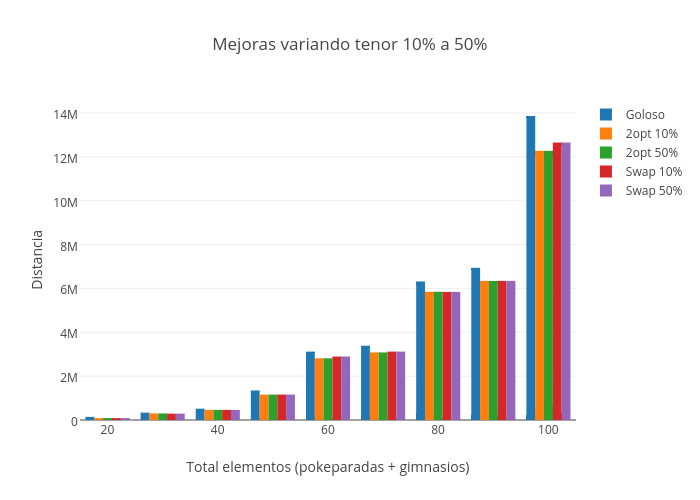 Mejoras variando tenor 10% a 50%
14M
12M
10M
8M
6M
4M
2M
0
Distancia
20
40
60
80
100
Total elementos (pokeparadas + gimnasios)
Goloso
2opt 10%
2opt 50%
Swap 10%
Swap 50%